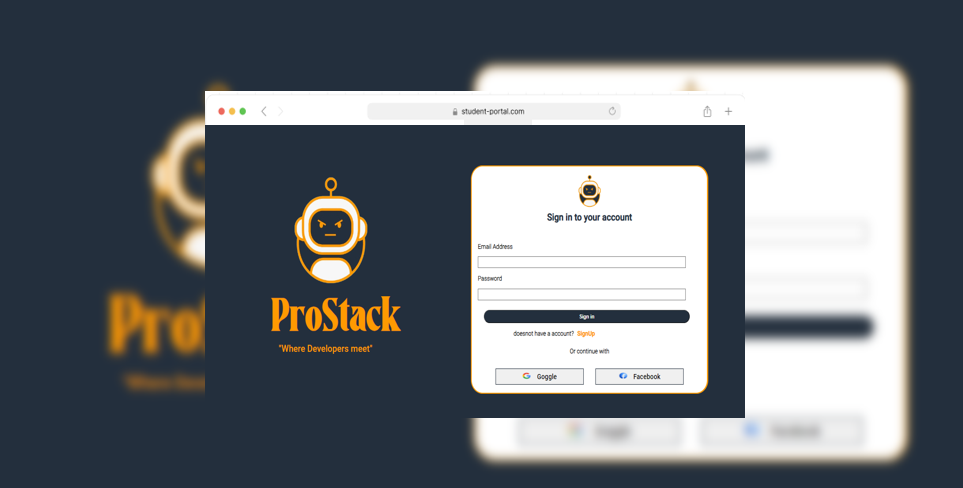 student-portal.com
ProStack
"Where Developers meet"
Sign in to your account
Email Address
Password
Sign in
doesnot have a account? SignUp
Or continue with
Goggle
Facebook